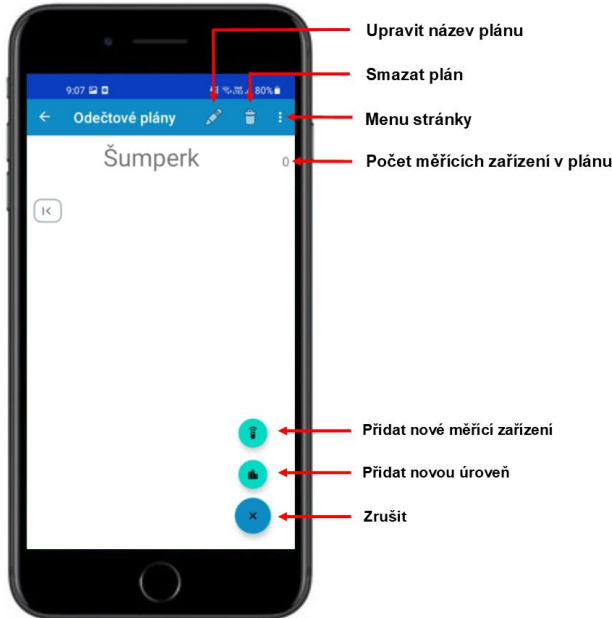 Upravit název plánu
Smazat plán
9:07
80%
Odečtové plány
Menu stránky
Šumperk
0
Počet měřících zařízení v plánu
Přidat nové měřící zařízení
Přidat novou úroveň
Zrušit